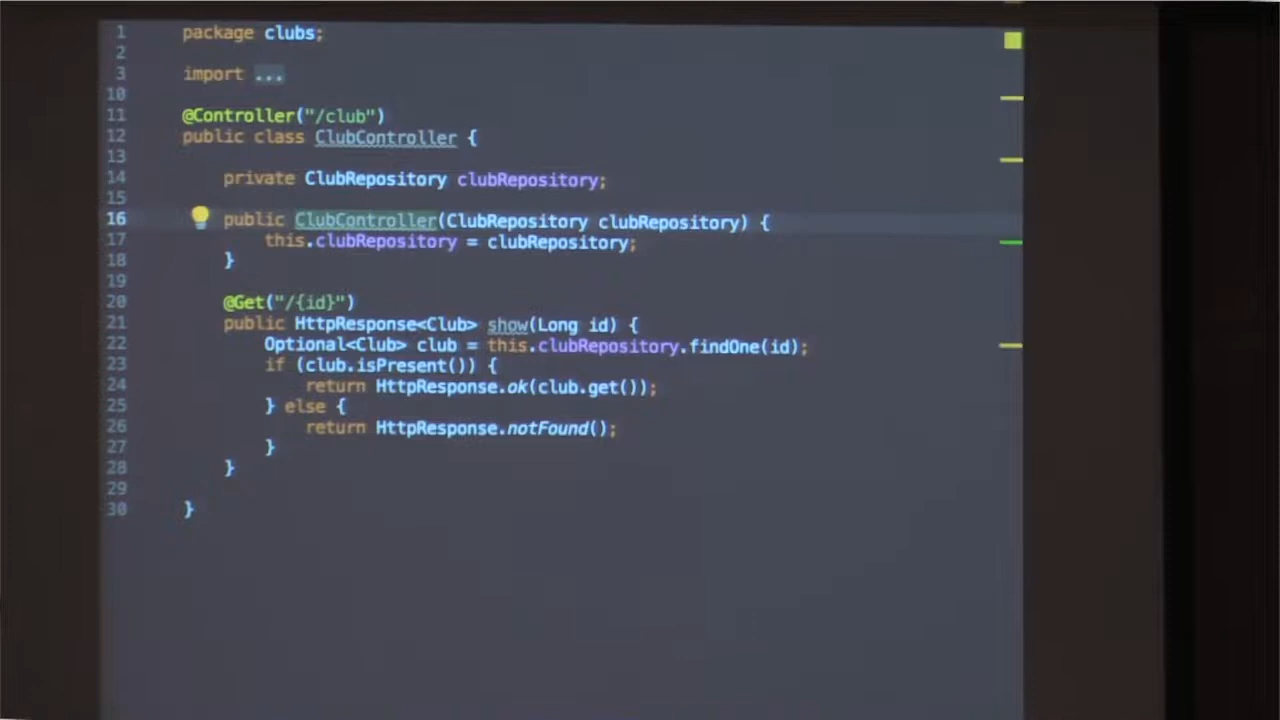 1 package clubs;
2
3 import ...
10
11 @Controller("/club")
12 public class ClubController {
13
14     private ClubRepository clubRepository;
15
16     public ClubController(ClubRepository clubRepository) {
17         this.clubRepository = clubRepository;
18     }
19
20     @Get("/{id}")
21     public HttpResponse<Club> show(Long id) {
22         Optional<Club> club = this.clubRepository.findOne(id);
23         if (club.isPresent()) {
24             return HttpResponse.ok(club.get());
25         } else {
26             return HttpResponse.notFound();
27         }
28     }
29
30 }